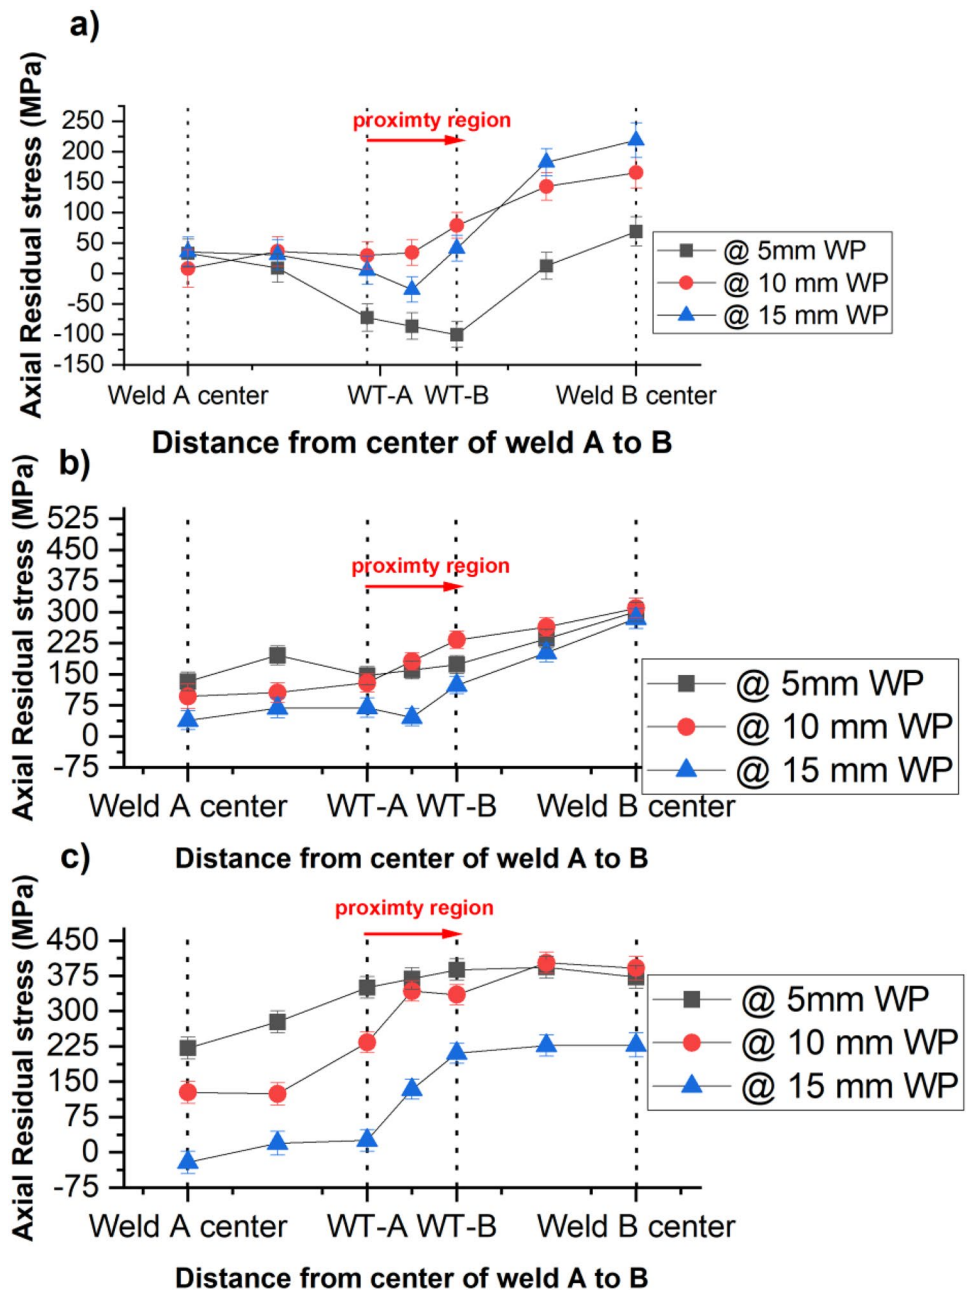 a)
Axial Residual stress (MPa)
250
200
150
100
50
0
-50
-100
-150
proximty region
@ 5mm WP
@ 10 mm WP
@ 15 mm WP
Weld A center
WT-A
WT-B
Weld B center
Distance from center of weld A to B
b)
Axial Residual stress (MPa)
525
450
375
300
225
150
75
0
-75
proximty region
@ 5mm WP
@ 10 mm WP
@ 15 mm WP
Weld A center
WT-A
WT-B
Weld B center
Distance from center of weld A to B
c)
Axial Residual stress (MPa)
450
375
300
225
150
75
0
-75
proximty region
@ 5mm WP
@ 10 mm WP
@ 15 mm WP
Weld A center
WT-A
WT-B
Weld B center
Distance from center of weld A to B